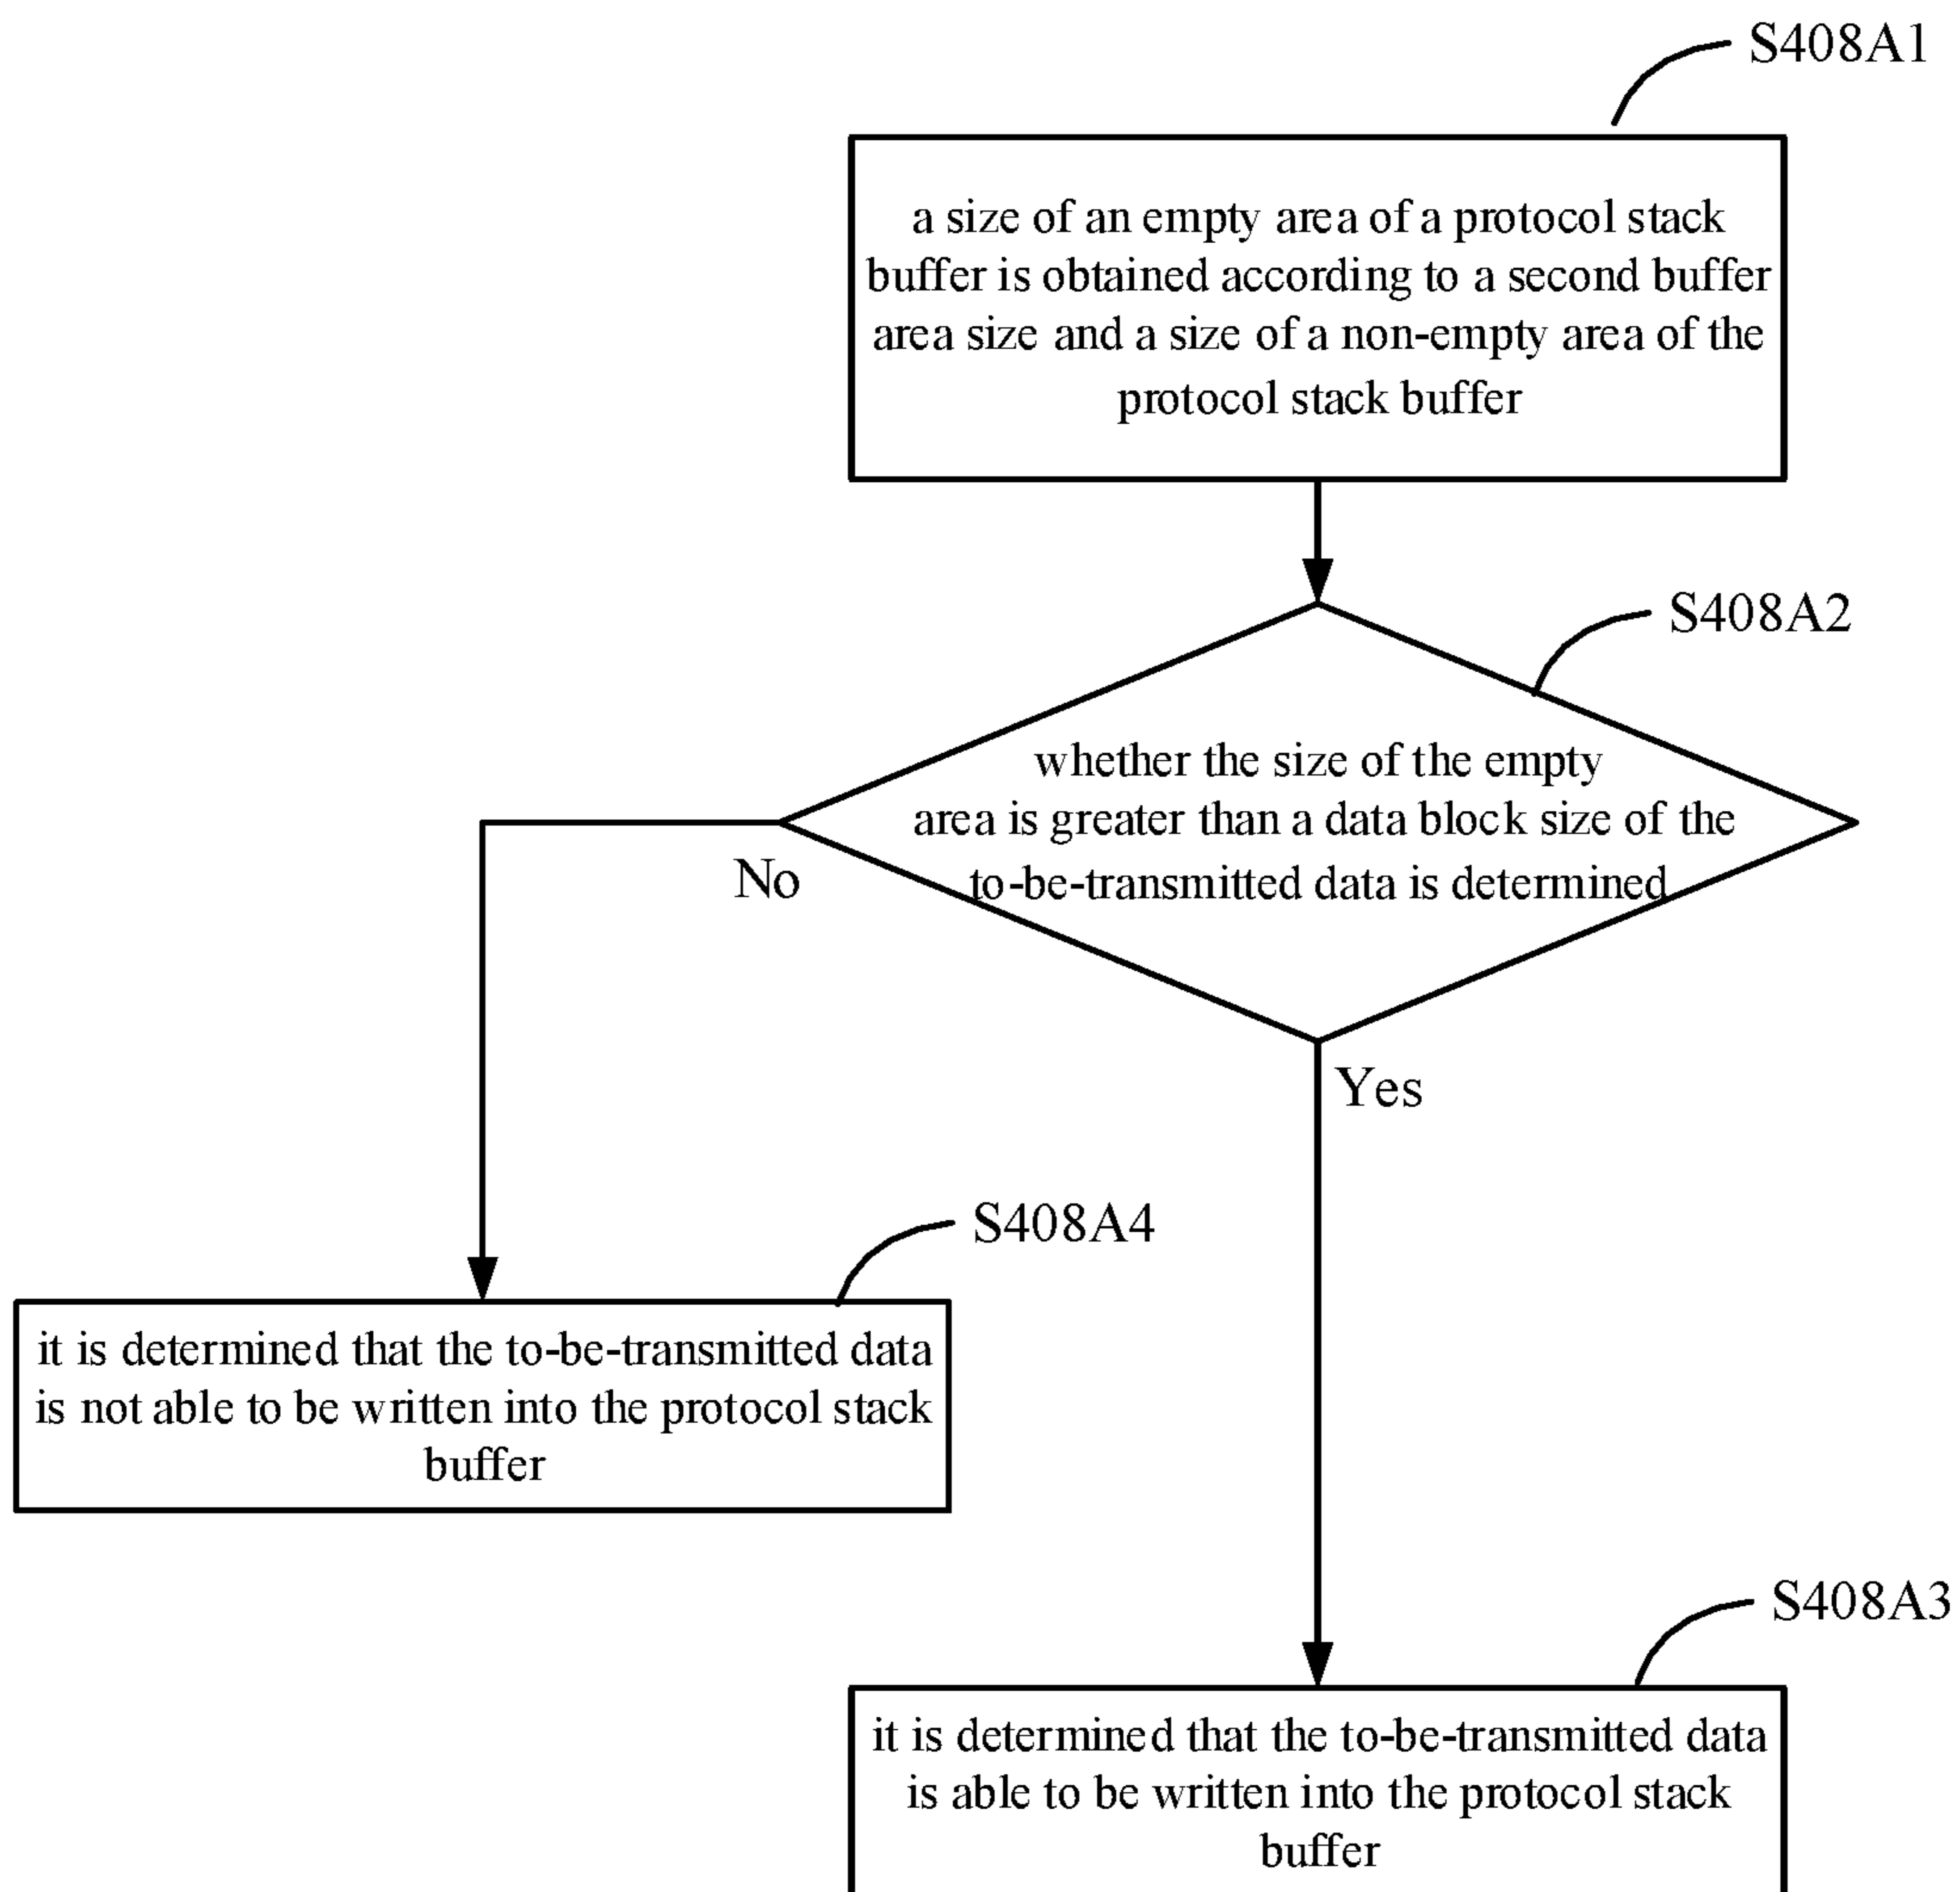 S408A1
a size of an empty area of a protocol stack
buffer is obtained according to a second buffer
area size and a size of a non-empty area of the
protocol stack buffer
S408A2
whether the size of the empty
area is greater than a data block size of the
to-be-transmitted data is determined
No
Yes
S408A4
it is determined that the to-be-transmitted data
is not able to be written into the protocol stack
buffer
S408A3
it is determined that the to-be-transmitted data
is able to be written into the protocol stack
buffer